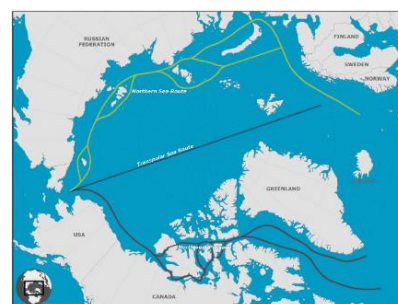 RUSSIAN
FEDERATION
FINLAND
SWEDEN
NORWAY
Northern Sea Route
Transpolar Sea Route
GREENLAND
USA
CANADA